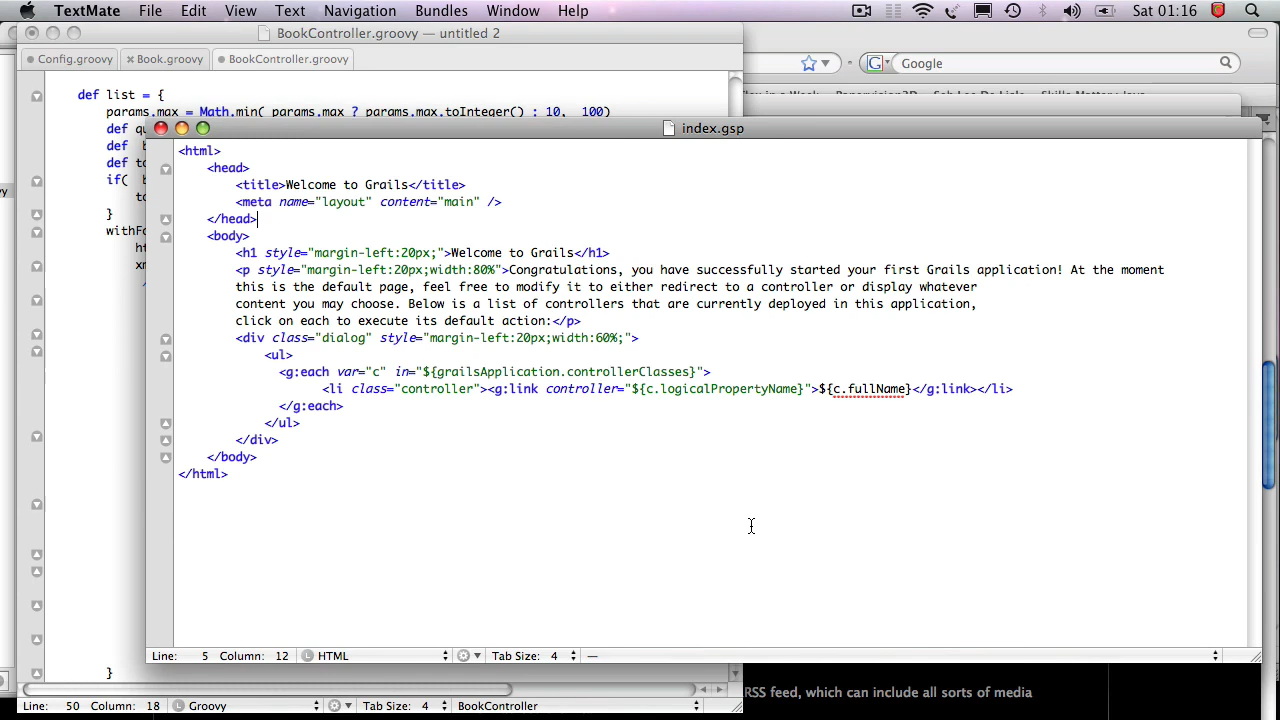 TextMate File Edit View Text Navigation Bundles Window Help Sat 01:16
BookController.groovy — untitled 2
Config.groovy Book.groovy BookController.groovy
Google
def list = {
params.max = Math.min( params.max ? params.max.toInteger() : 10, 100)
def
def
def to
if(
to
}
withFo
index.gsp
<html>
<head>
<title>Welcome to Grails</title>
<meta name="layout" content="main" />
</head>
<body>
<h1 style="margin-left:20px;">Welcome to Grails</h1>
<p style="margin-left:20px;width:80%">Congratulations, you have successfully started your first Grails application! At the moment
this is the default page, feel free to modify it to either redirect to a controller or display whatever
content you may choose. Below is a list of controllers that are currently deployed in this application,
click on each to execute its default action:</p>
<div class="dialog" style="margin-left:20px;width:60%;">
<ul>
<g:each var="c" in="${grailsApplication.controllerClasses}">
<li class="controller"><g:link controller="${c.logicalPropertyName}">${c.fullName}</g:link></li>
</g:each>
</ul>
</div>
</body>
</html>
Line: 5 Column: 12 HTML Tab Size: 4 —
}
RSS feed, which can include all sorts of media
Line: 50 Column: 18 Groovy Tab Size: 4 BookController